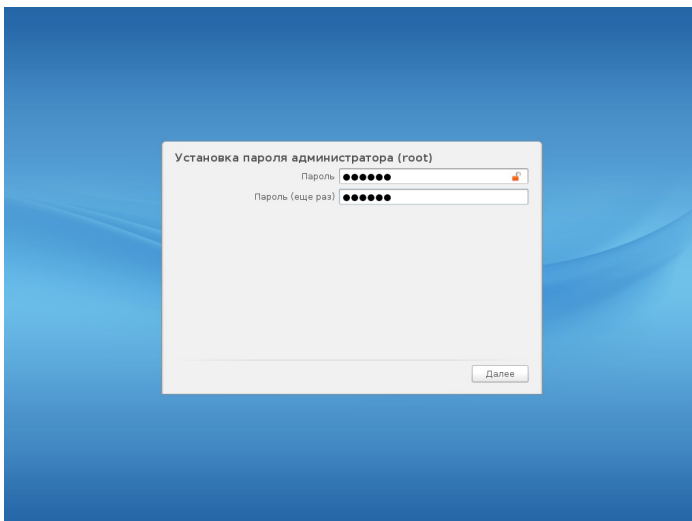 Установка пароля администратора (root)
Пароль ●●●●●●
Пароль (еще раз) ●●●●●●
Далее